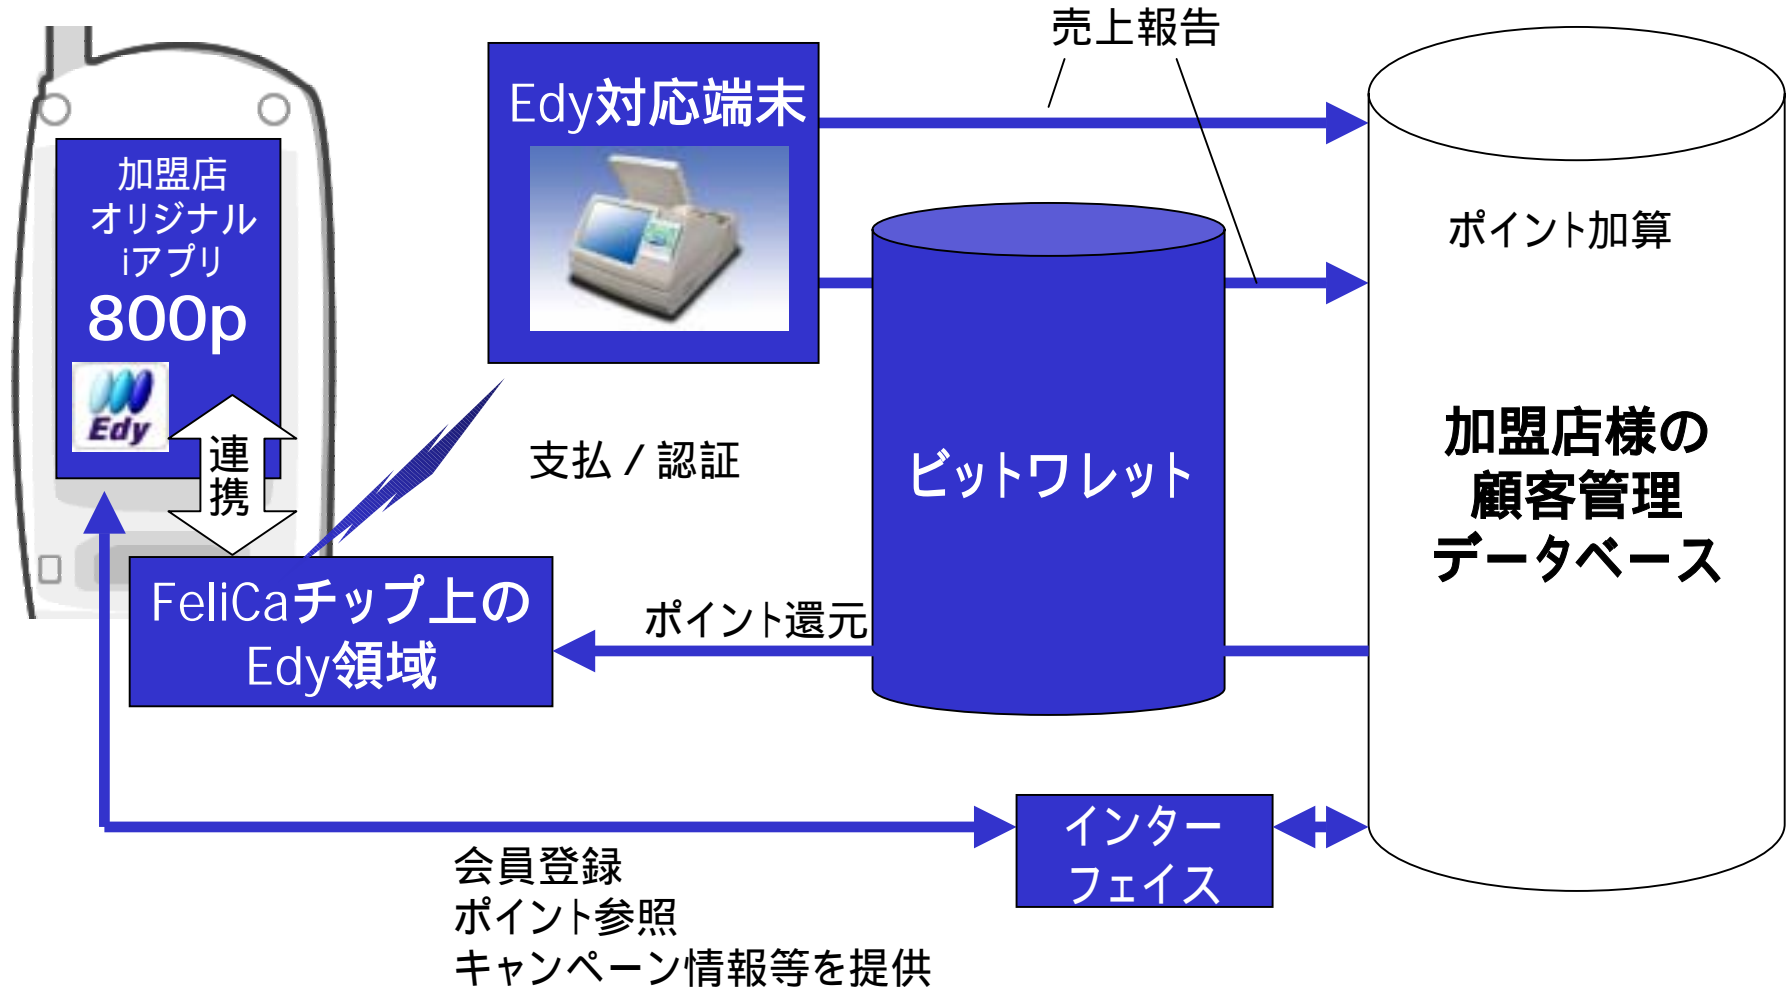 売上報告
Edy対応端末
加盟店
オリジナル
iアプリ
800p
Edy
連
携
支払/認証
ビットワレット
ポイント加算
加盟店様の
顧客管理
データベース
FeliCaチップ上の
Edy領域
ポイント還元
インター
フェイス
会員登録
ポイント参照
キャンペーン情報等を提供